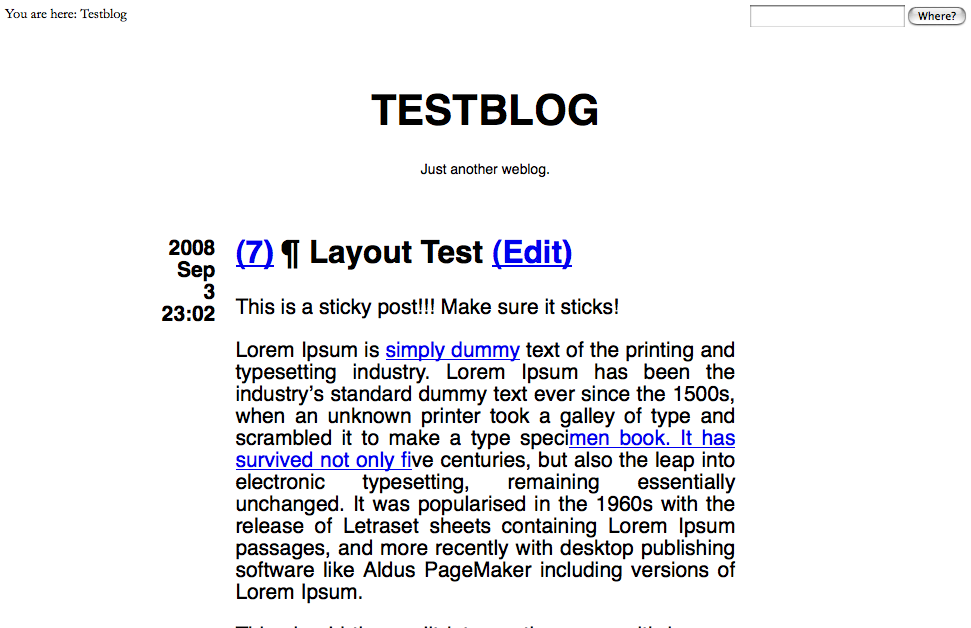 You are here: Testblog
Where?
TESTBLOG
Just another weblog.
2008
Sep
3
23:02
(7) ¶ Layout Test (Edit)
This is a sticky post!!! Make sure it sticks!
Lorem Ipsum is simply dummy text of the printing and
typesetting industry. Lorem Ipsum has been the
industry’s standard dummy text ever since the 1500s,
when an unknown printer took a galley of type and
scrambled it to make a type specimen book. It has
survived not only five centuries, but also the leap into
electronic typesetting, remaining essentially
unchanged. It was popularised in the 1960s with the
release of Letraset sheets containing Lorem Ipsum
passages, and more recently with desktop publishing
software like Aldus PageMaker including versions of
Lorem Ipsum.